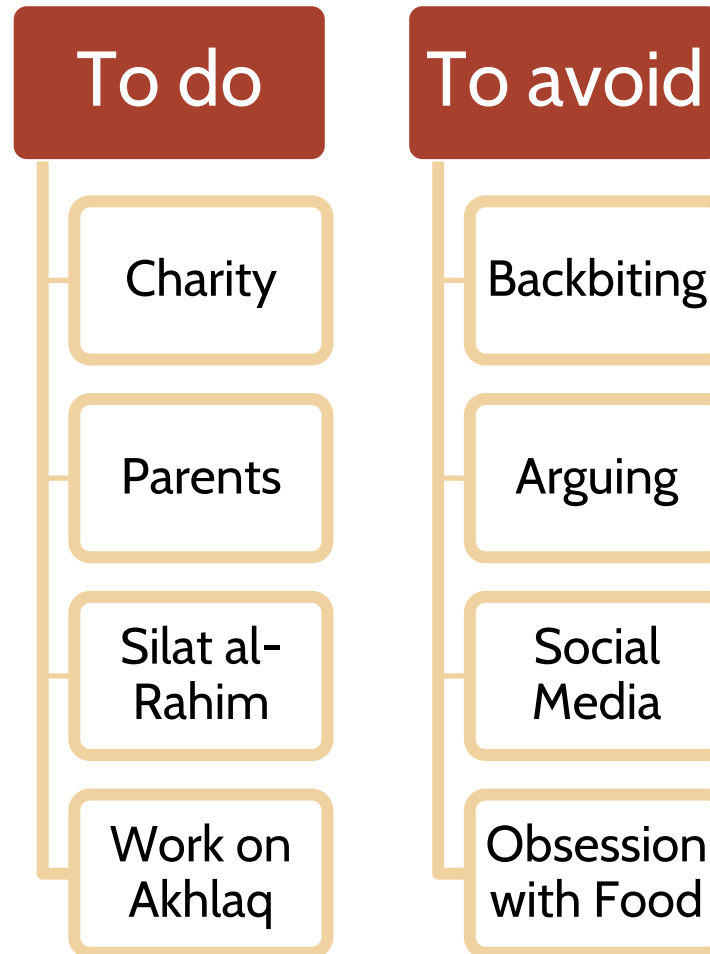 To do
Charity
Parents
Silat al-
Rahim
Work on
Akhlaq
To avoid
Backbiting
Arguing
Social
Media
Obsession
with Food